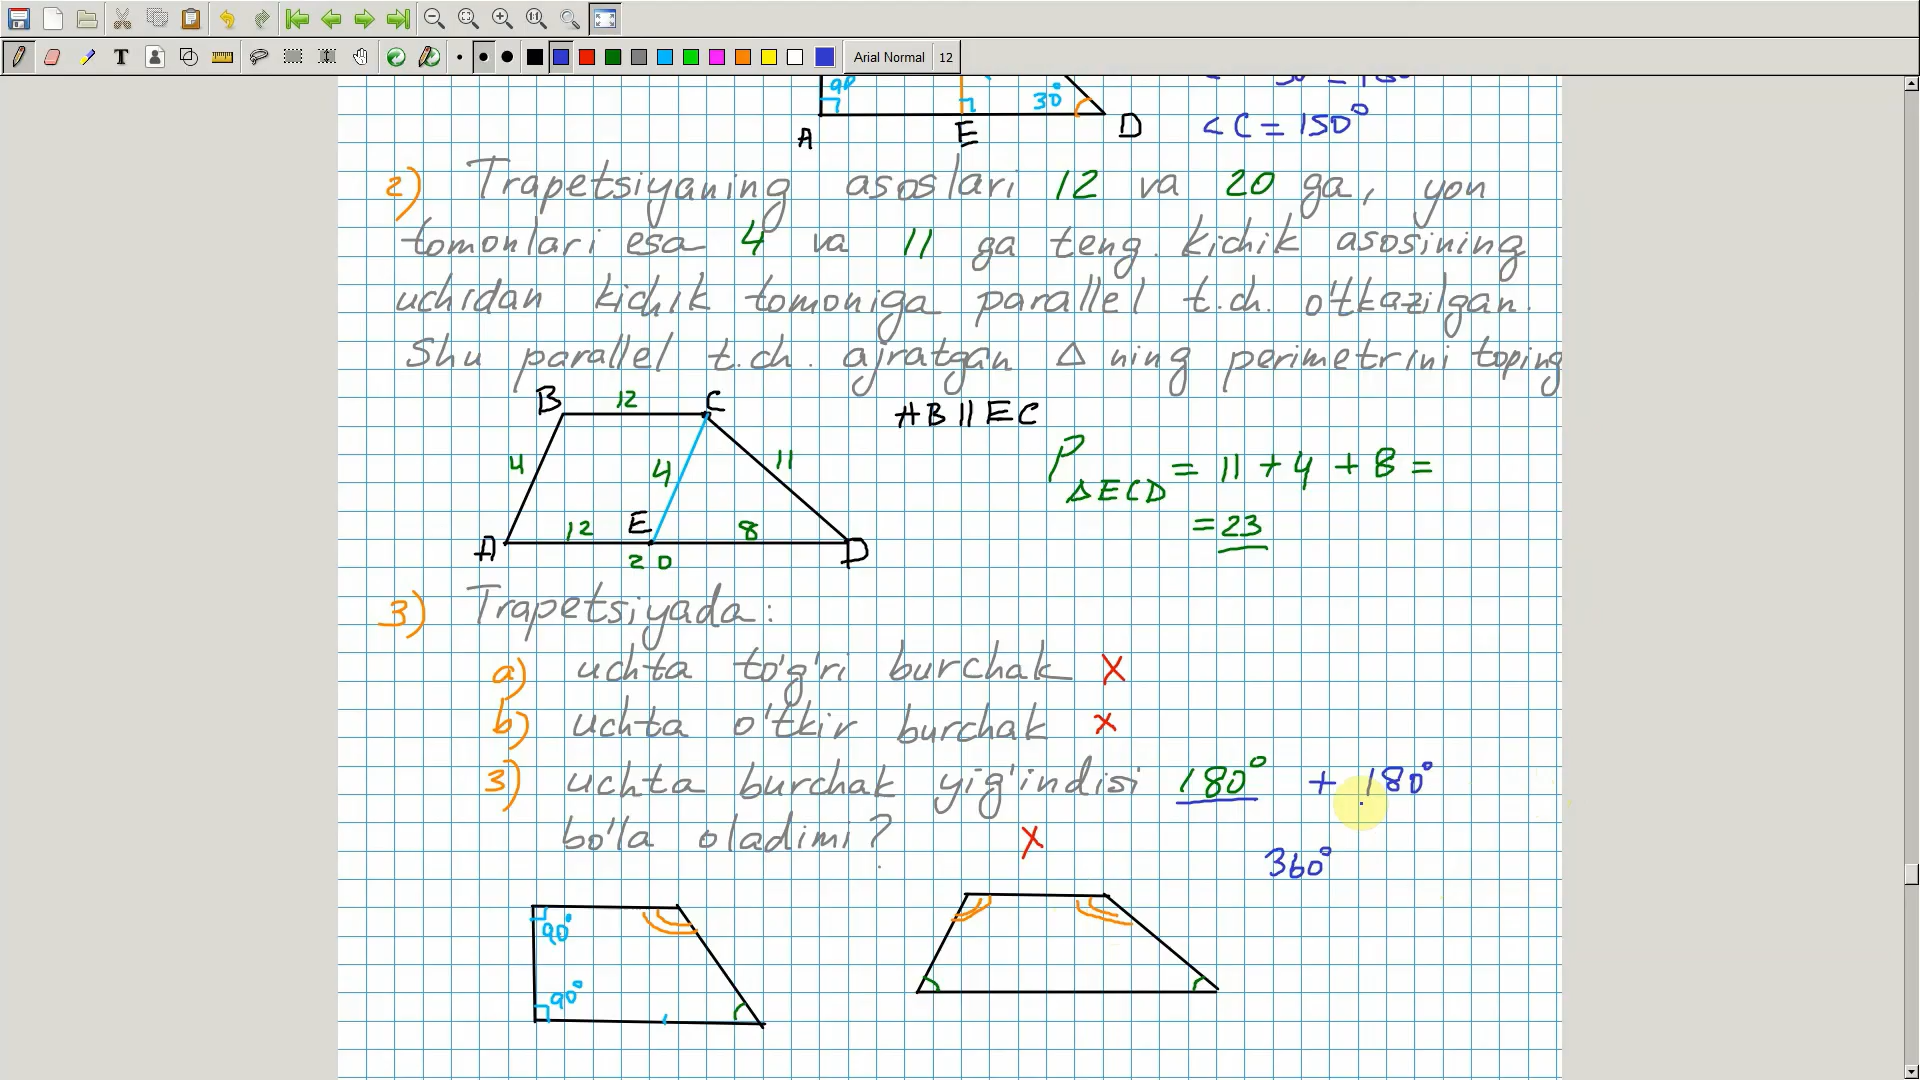 Arial Normal 12
90
30°
A E D
< C = 150°
2) Trapetsiyaning asoslari 12 va 20 ga, yon
tomonlari esa 4 va 11 ga teng. kichik asosining
uchidan kichik tomoniga parallel t.ch. o'tkazilgan.
Shu parallel t.ch. ajratgan Δ ning perimetrini toping
B 12 C
AB || EC
4 4 11
P ΔECD = 11 + 4 + 8 =
= 23
A 12 E 8 D
20
3) Trapetsiyada:
a) uchta to'g'ri burchak X
b) uchta o'tkir burchak x
3) uchta burchak yig'indisi 180° + 180°
bo'la oladimi? X
360°
90°
90°